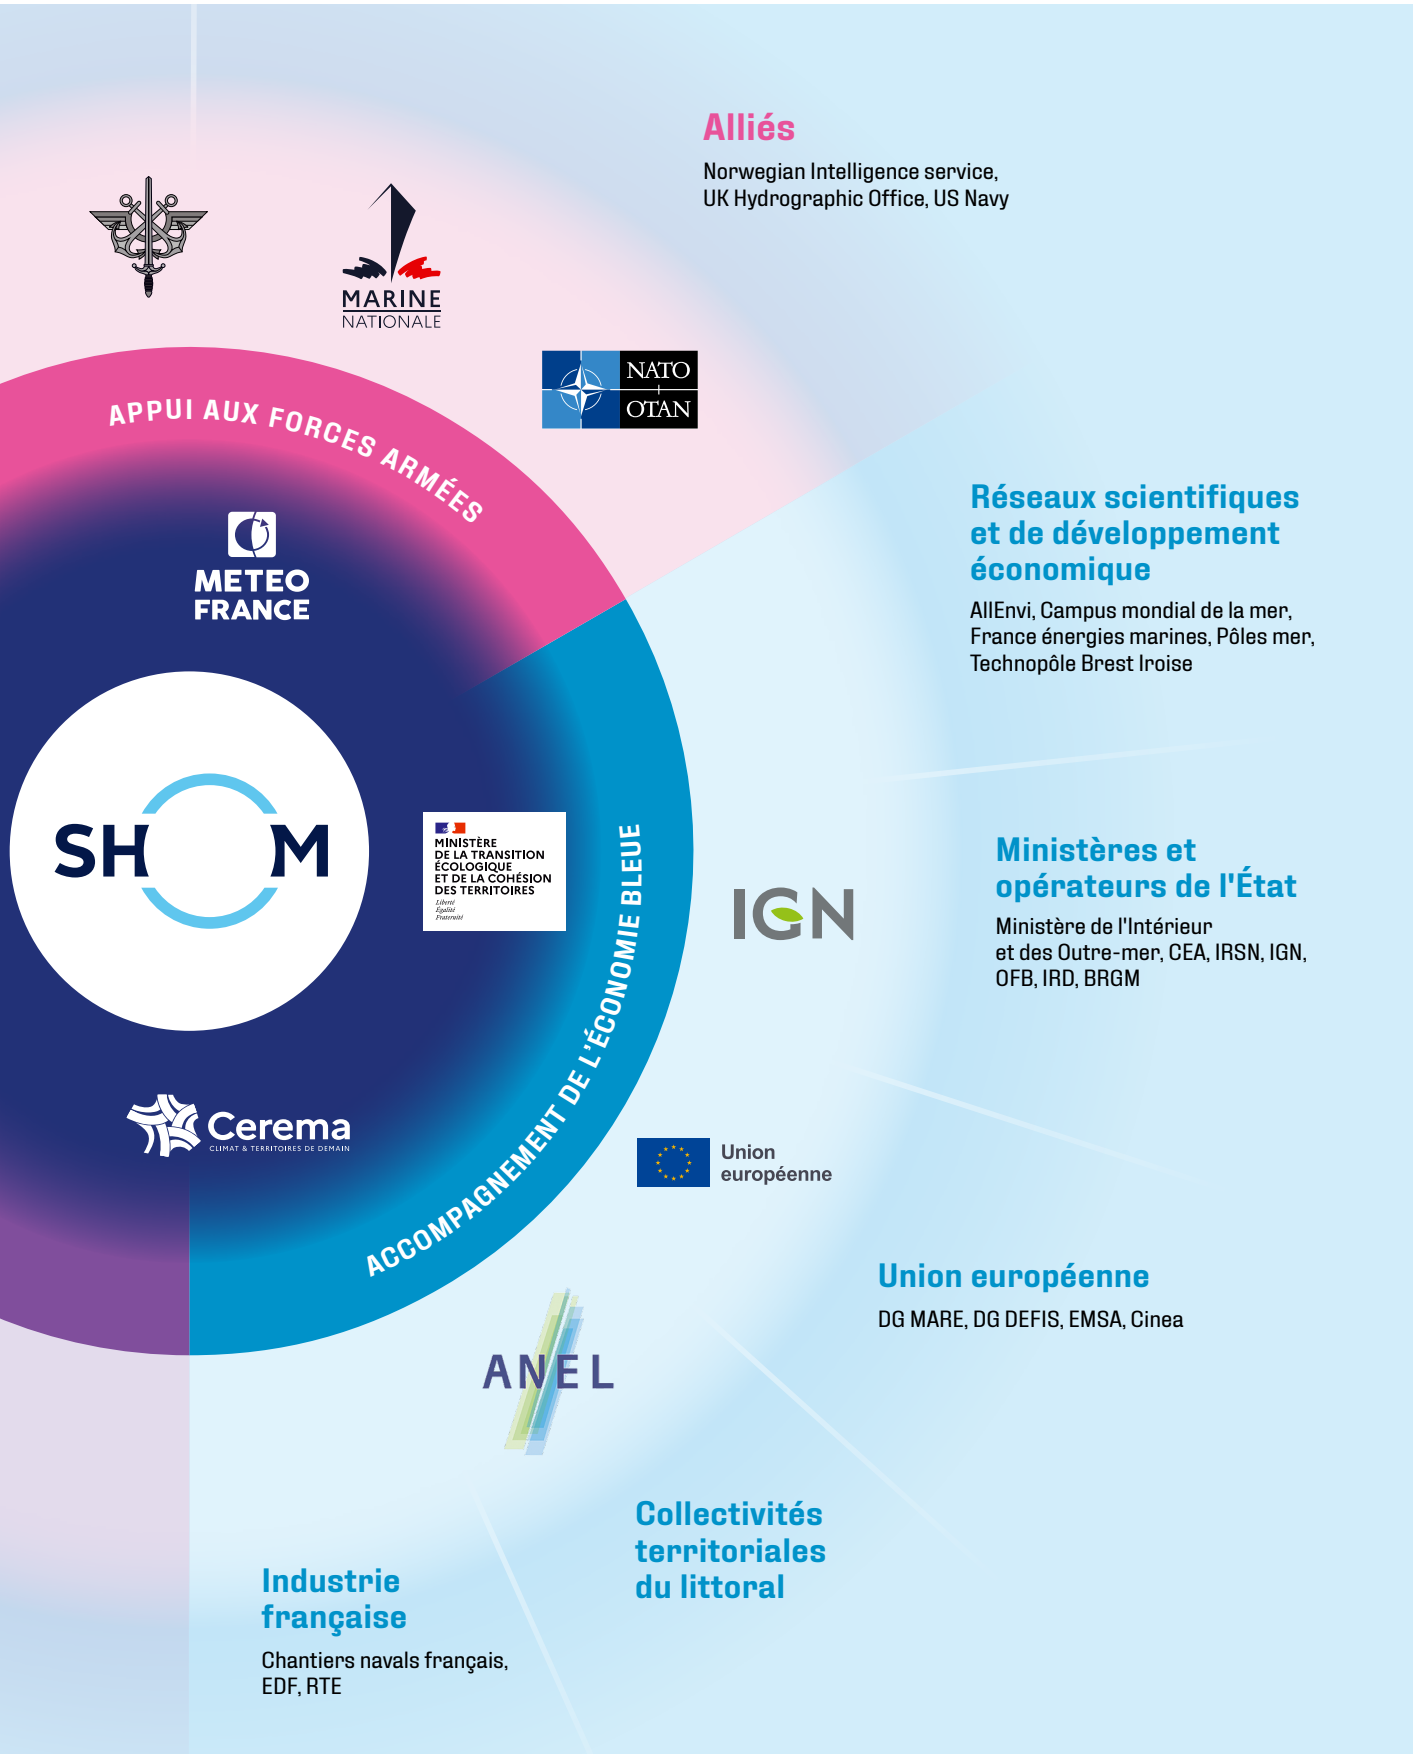 Alliés
Norwegian Intelligence service,
UK Hydrographic Office, US Navy
MARINE
NATIONALE
NATO
OTAN
APPUI AUX FORCES ARMÉES
METEO
FRANCE
Réseaux scientifiques
et de développement
économique
AllEnvi, Campus mondial de la mer,
France énergies marines, Pôles mer,
Technopôle Brest Iroise
SHOM
MINISTÈRE
DE LA TRANSITION
ÉCOLOGIQUE
ET DE LA COHÉSION
DES TERRITOIRES
Liberté
Égalité
Fraternité
ACCOMPAGNEMENT DE L'ÉCONOMIE BLEUE
IGN
Ministères et
opérateurs de l'État
Ministère de l'Intérieur
et des Outre-mer, CEA, IRSN, IGN,
OFB, IRD, BRGM
Cerema
CLIMAT & TERRITOIRES DE DEMAIN
Union
européenne
Union européenne
DG MARE, DG DEFIS, EMSA, Cinea
ANEL
Collectivités
territoriales
du littoral
Industrie
française
Chantiers navals français,
EDF, RTE